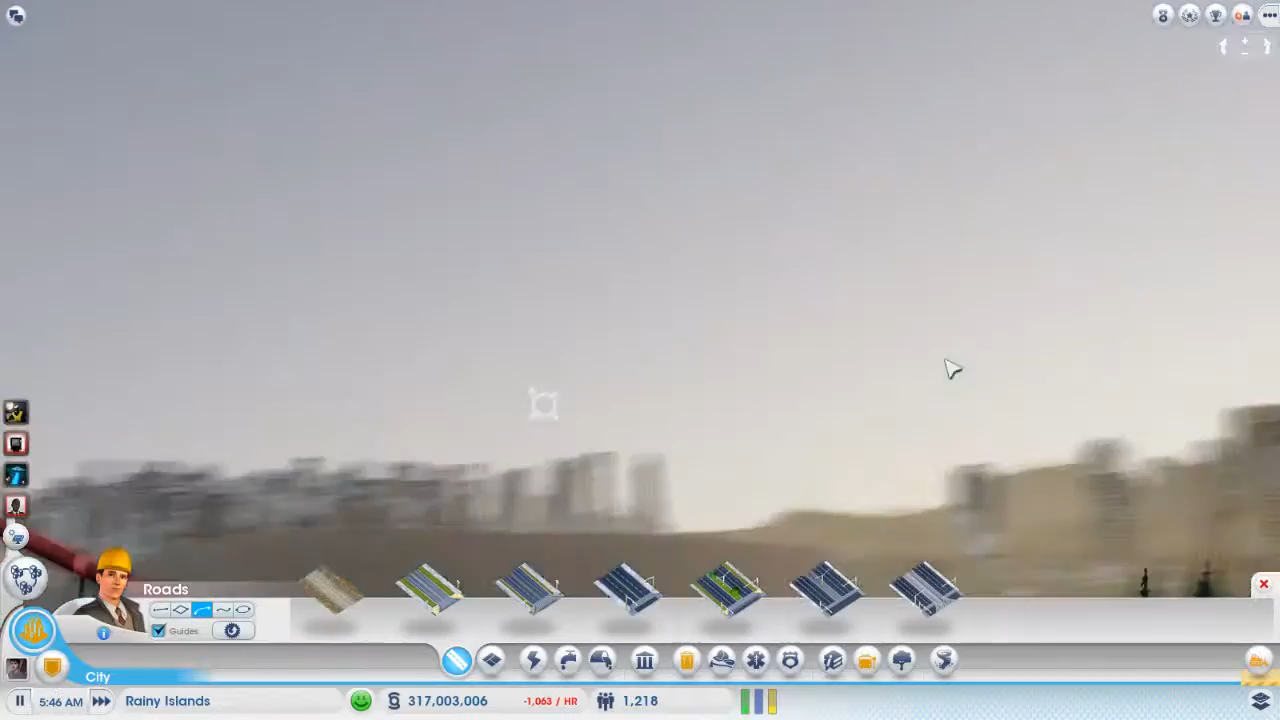 Roads
Guides
City
5:46 AM
Rainy Islands
317,003,006
-1,063 / HR
1,218